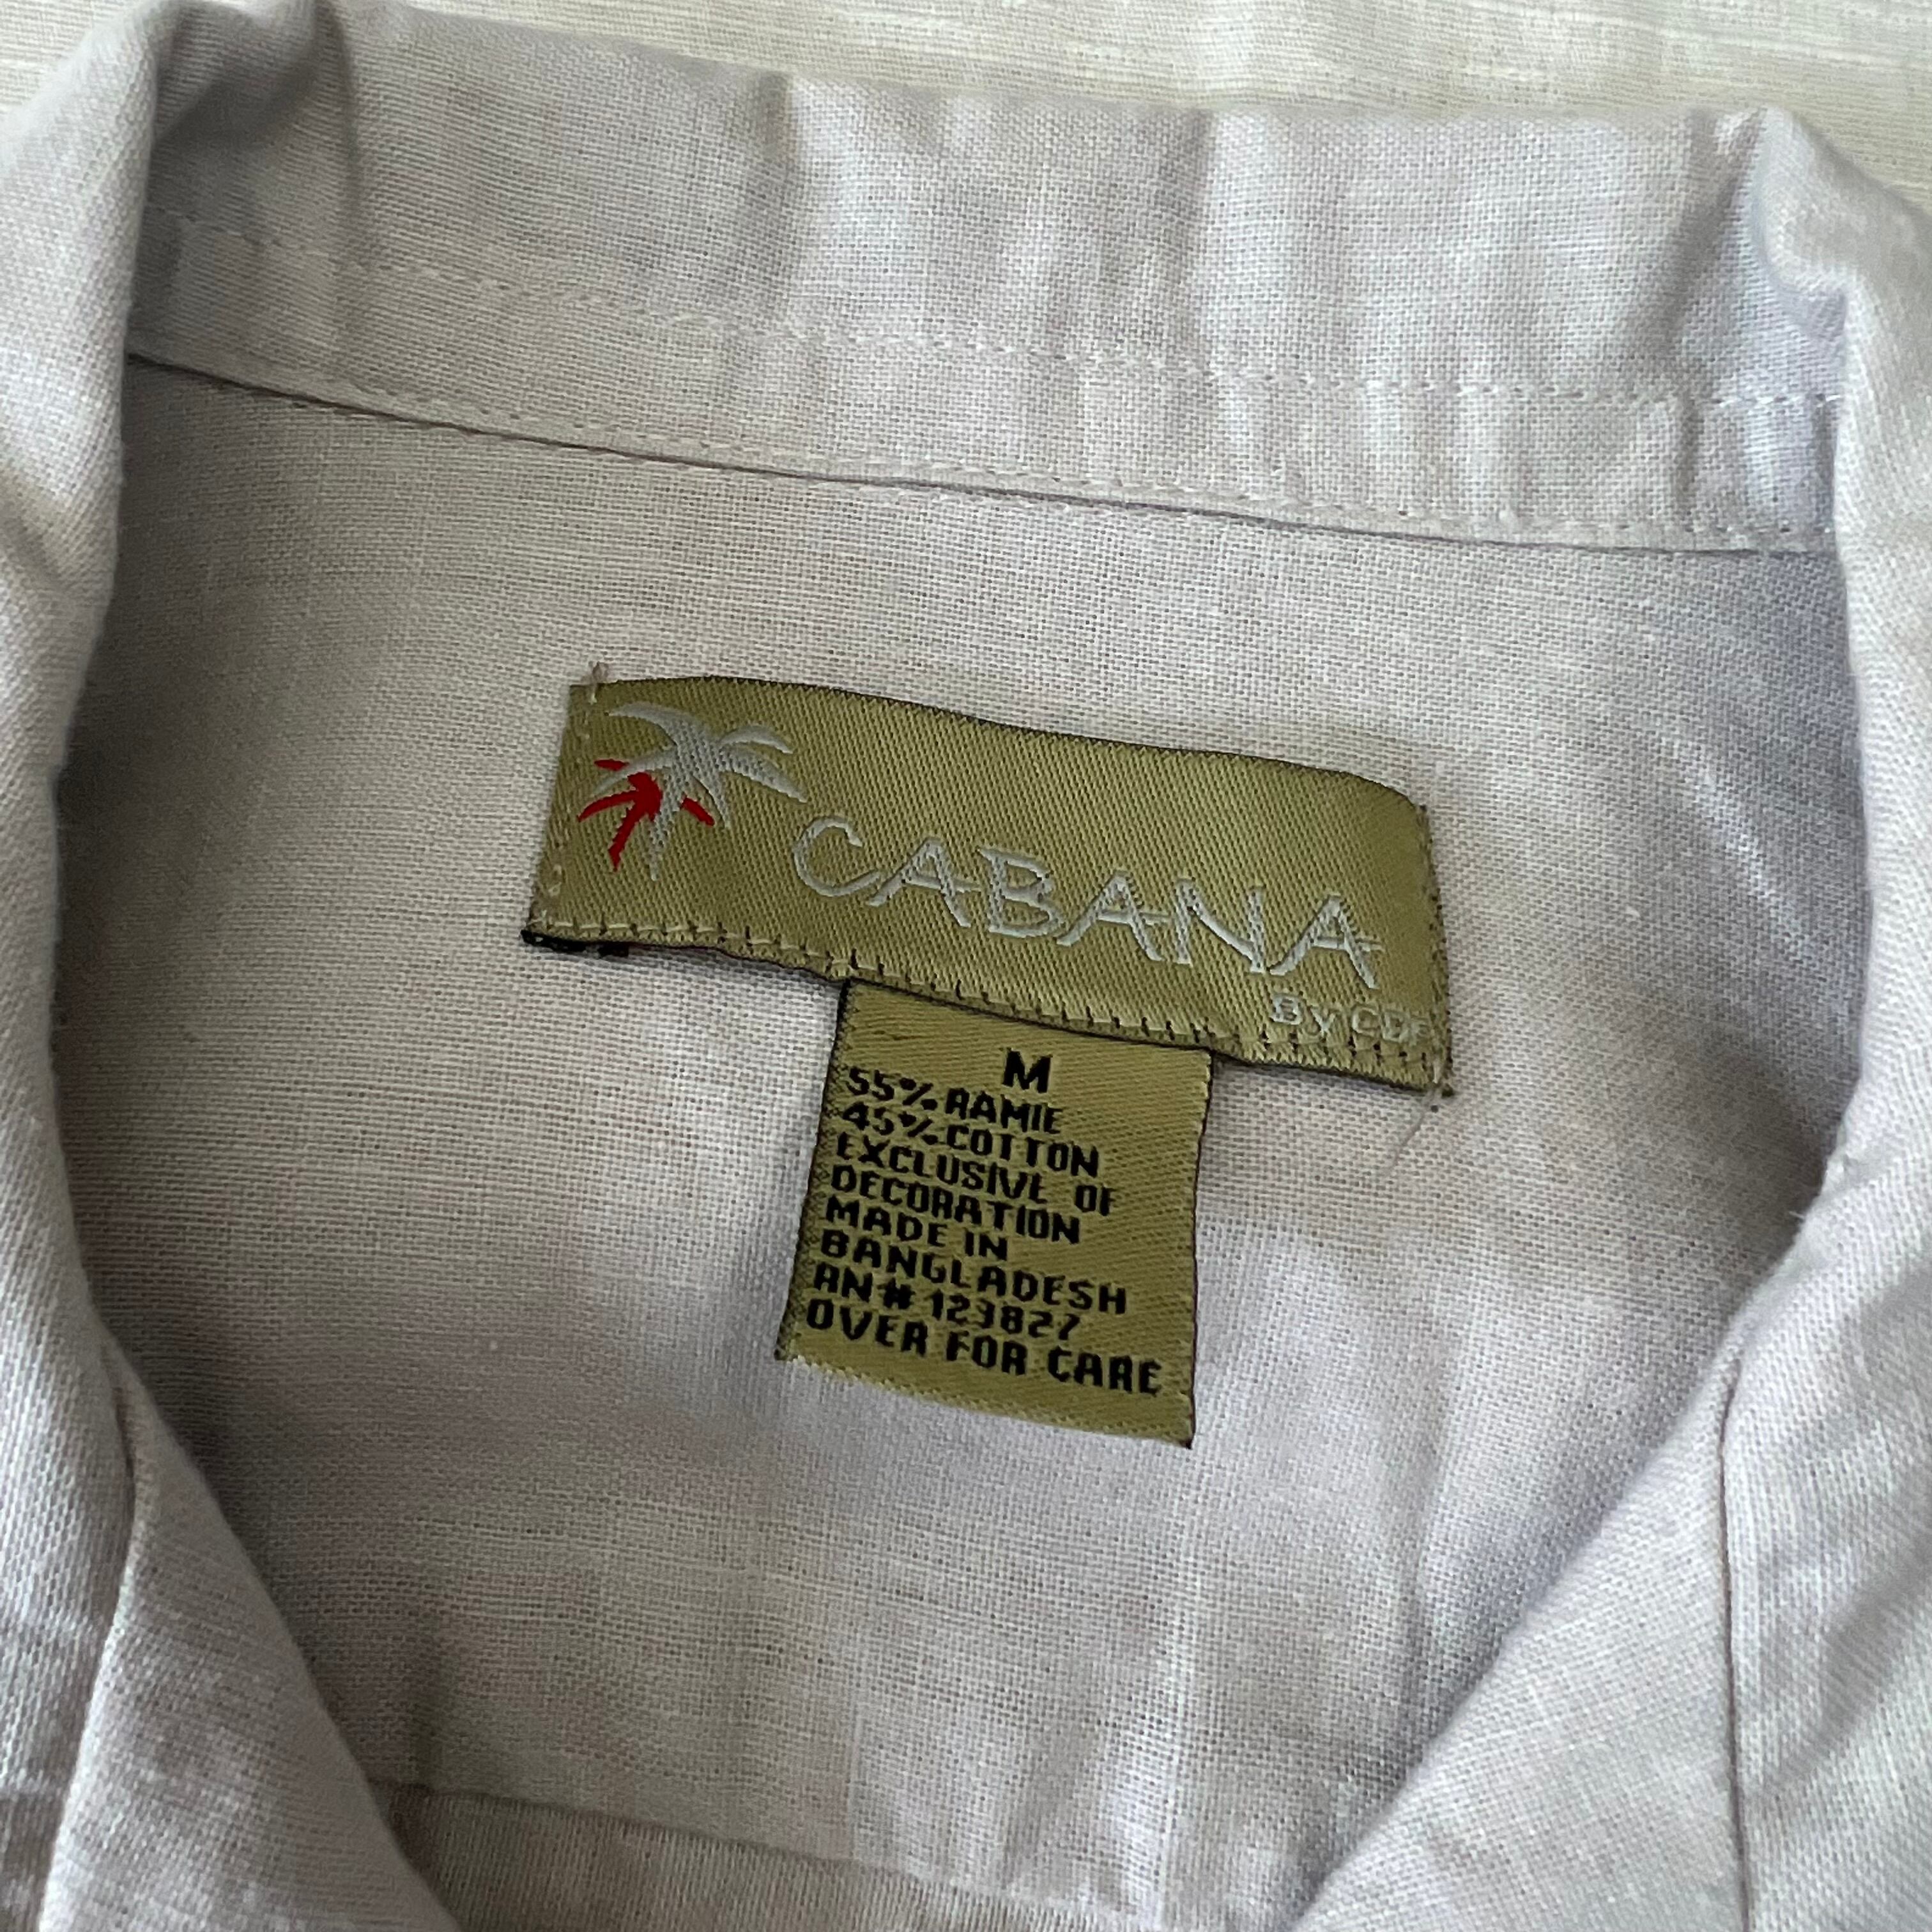 CABANA
By CDF
M
55% RAMIE
45% COTTON
EXCLUSIVE OF
DECORATION
MADE IN
BANGLADESH
RN# 123827
OVER FOR CARE